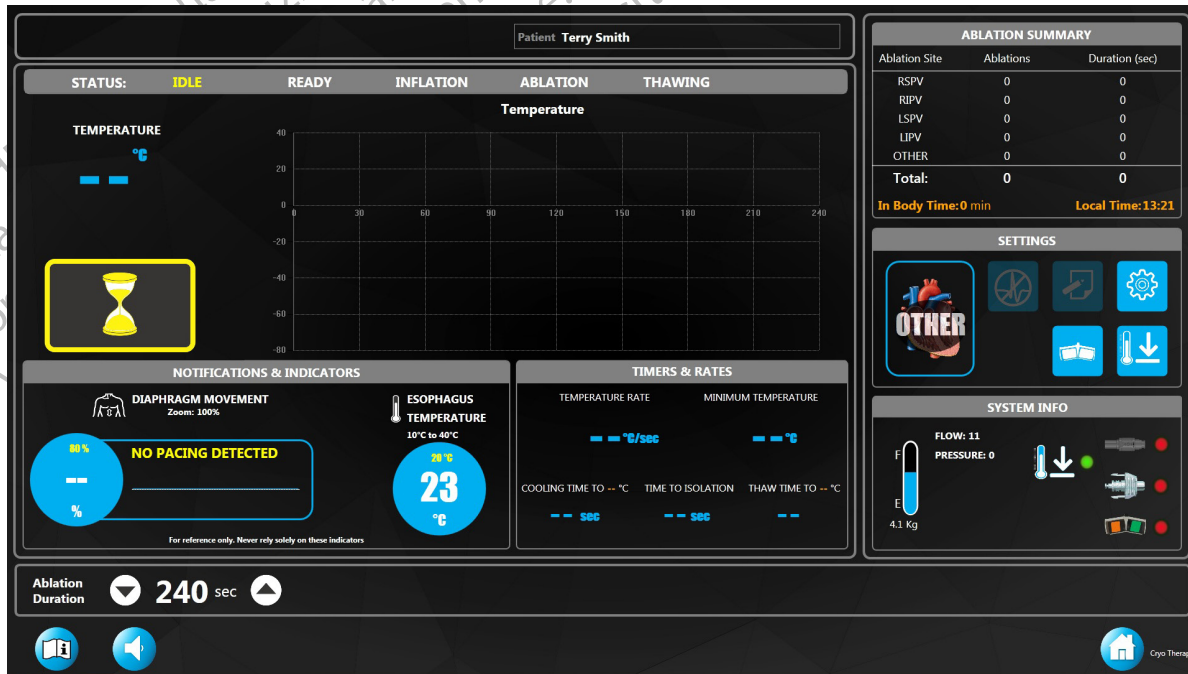 Patient Terry Smith
STATUS: IDLE READY INFLATION ABLATION THAWING
TEMPERATURE
°C
-- --
Temperature
40
20
0
0 30 60 90 120 150 180 210 240
-20
-40
-60
-80
NOTIFICATIONS & INDICATORS
DIAPHRAGM MOVEMENT
Zoom: 100%
80 %
--
%
NO PACING DETECTED
ESOPHAGUS
TEMPERATURE
10°C to 40°C
20 °C
23
°C
For reference only. Never rely solely on these indicators
TIMERS & RATES
TEMPERATURE RATE MINIMUM TEMPERATURE
-- -- °C/sec -- -- °C
COOLING TIME TO -- °C TIME TO ISOLATION THAW TIME TO -- °C
-- -- sec -- -- sec -- --
ABLATION SUMMARY
Ablation Site Ablations Duration (sec)
RSPV 0 0
RIPV 0 0
LSPV 0 0
LIPV 0 0
OTHER 0 0
Total: 0 0
In Body Time:0 min Local Time:13:21
SETTINGS
OTHER
SYSTEM INFO
FLOW: 11
PRESSURE: 0
F
E
4.1 Kg
Ablation
Duration
240 sec
i
Cryo Therap